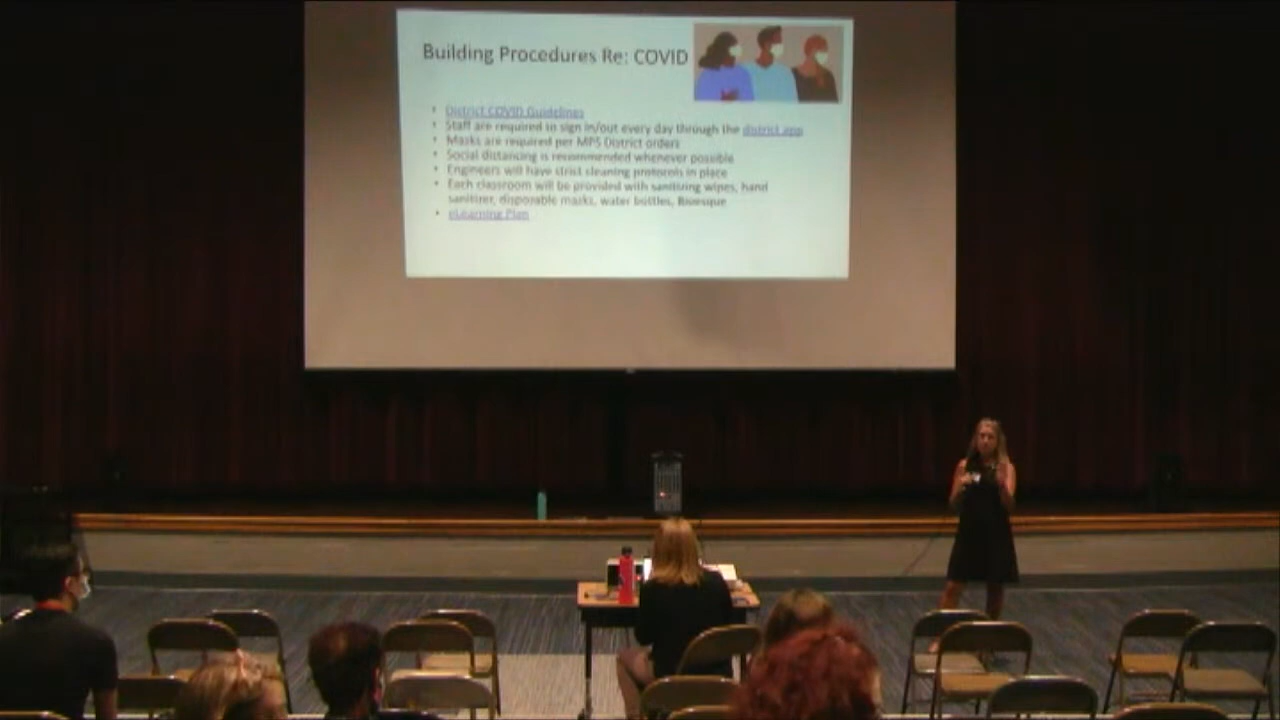 Building Procedures Re: COVID
• District COVID Guidelines
• Staff are required to sign in/out every day through the district app
• Masks are required per MPS District orders
• Social distancing is recommended whenever possible
• Engineers will have strict cleaning protocols in place
• Each classroom will be provided with sanitizing wipes, hand
sanitizer, disposable masks, water bottles, Bioesque
• eLearning Plan